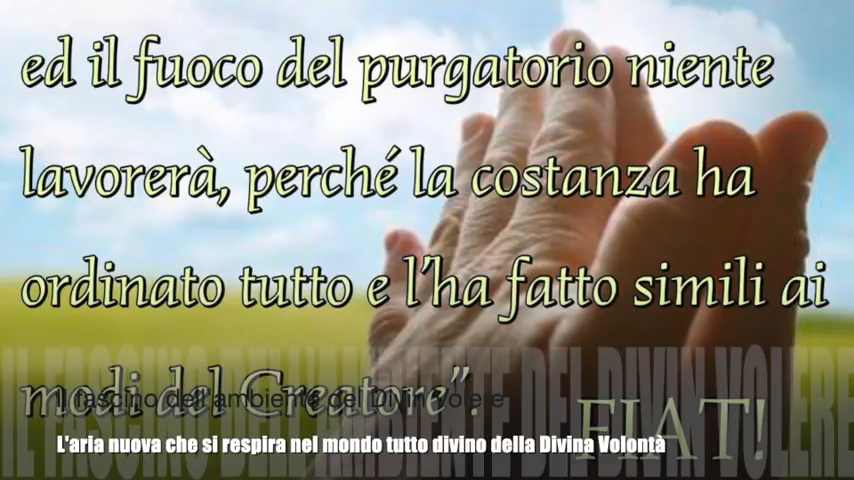 ed il fuoco del purgatorio niente
lavorerà, perché la costanza ha
ordinato tutto e l'ha fatto simili ai
modi del Creatore".
FIAT!
IL FASCINO DELL'AMBIENTE DEL DIVIN VOLERE
Il fascino dell'ambiente del Divin Volere
L'aria nuova che si respira nel mondo tutto divino della Divina Volontà